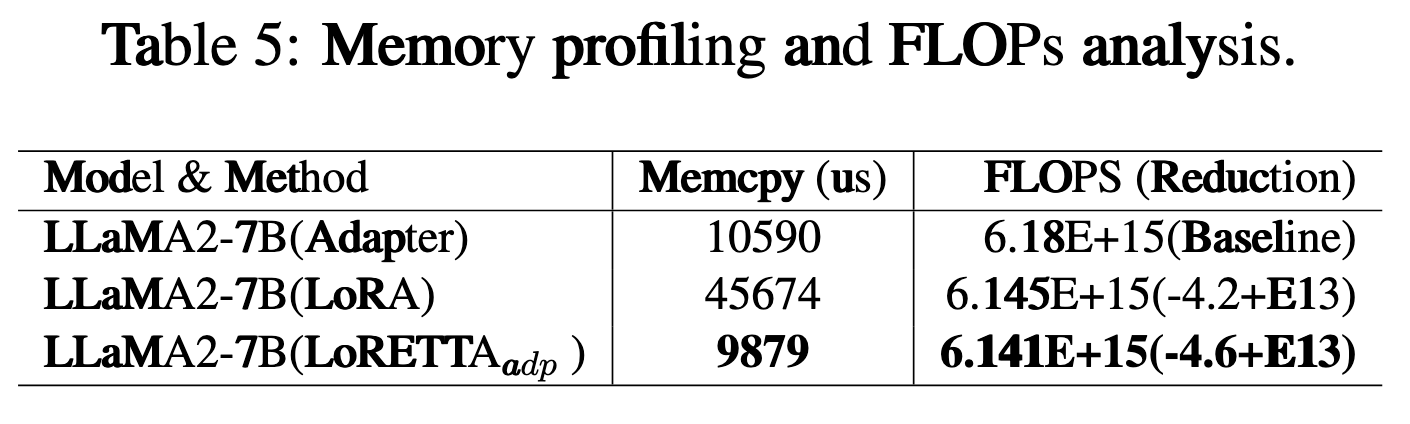 Table 5: Memory profiling and FLOPs analysis.
Model & Method Memcpy (us) FLOPS (Reduction)
LLaMA2-7B(Adapter) 10590 6.18E+15(Baseline)
LLaMA2-7B(LoRA) 45674 6.145E+15(-4.2+E13)
LLaMA2-7B(LoRETTAadp ) 9879 6.141E+15(-4.6+E13)